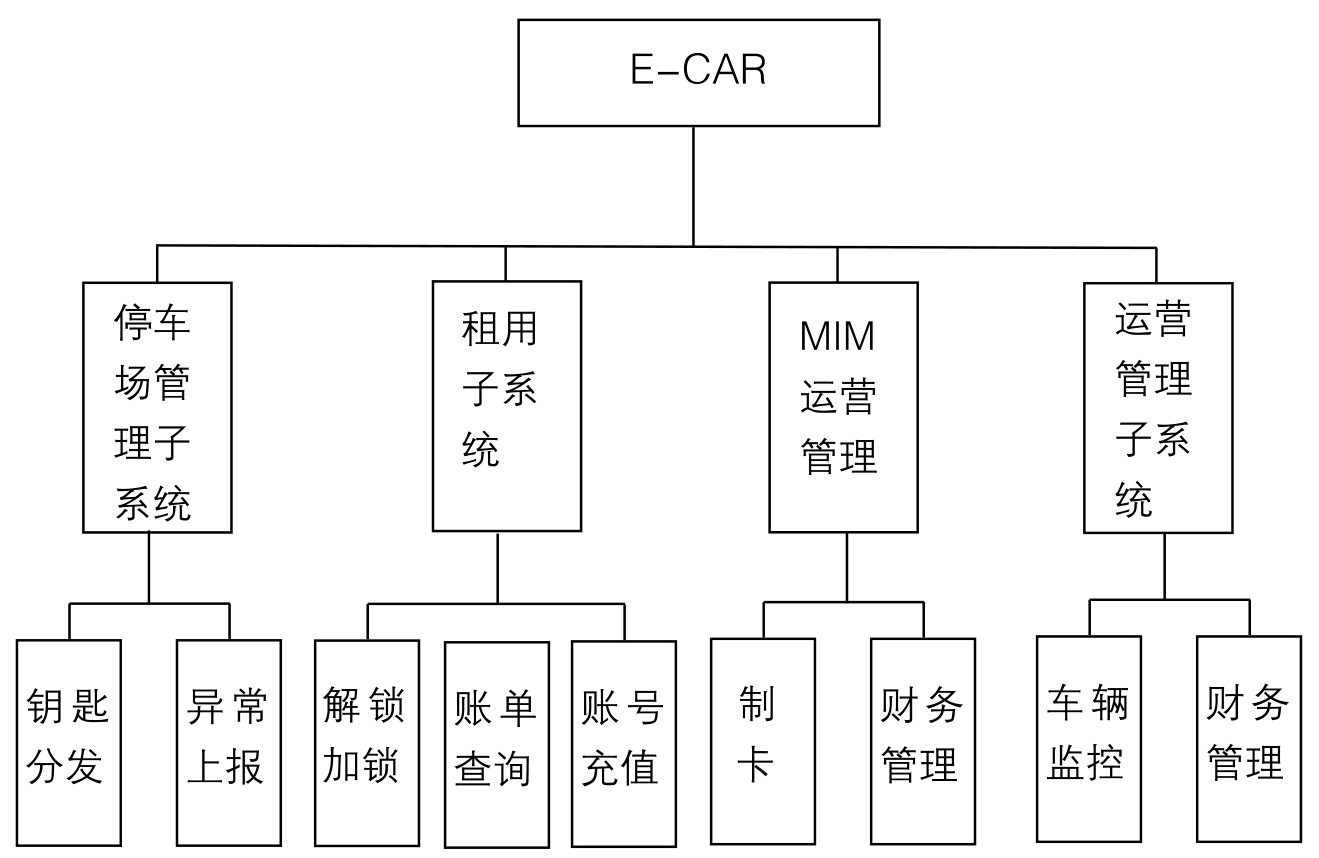 E-CAR
停车
场管
理子
系统
租用
子系
统
MIM
运营
管理
运营
管理
子系
统
钥匙
分发
异常
上报
解锁
加锁
账单
查询
账号
充值
制
卡
财务
管理
车辆
监控
财务
管理